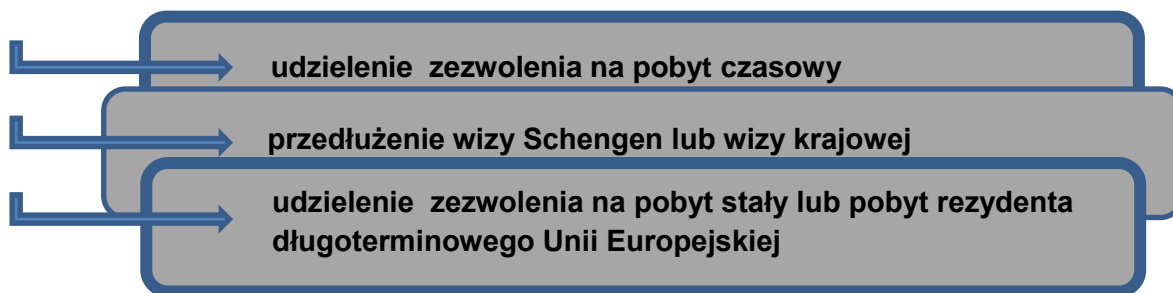 udzielenie zezwolenia na pobyt czasowy
przedłużenie wizy Schengen lub wizy krajowej
udzielenie zezwolenia na pobyt stały lub pobyt rezydenta
długoterminowego Unii Europejskiej